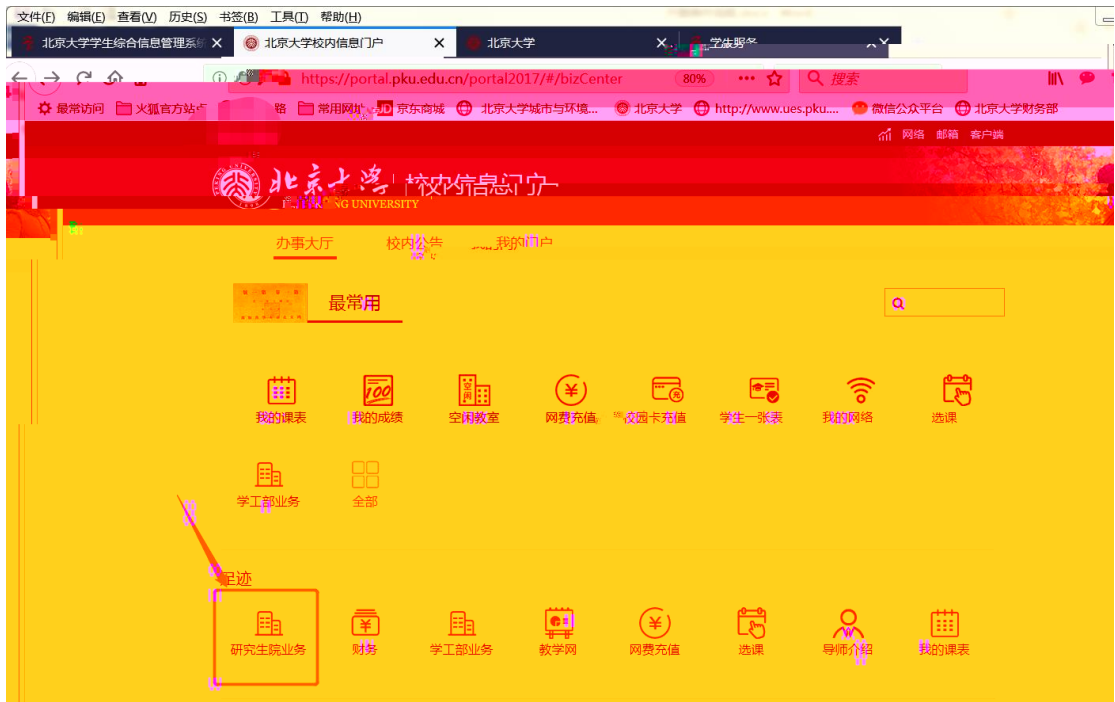 文件(F) 编辑(E) 查看(V) 历史(S) 书签(B) 工具(T) 帮助(H)
北京大学学生综合信息管理系统 北京大学校内信息门户 北京大学
https://portal.pku.edu.cn/portal2017/#/bizCenter 80% 搜索
最常访问 火狐官方站点 常用网址 JD 京东商城 北京大学城市与环境... 北京大学 http://www.ues.pku.... 微信公众平台 北京大学财务部
网络 邮箱 客户端
北京大学 校内信息门户
NG UNIVERSITY
办事大厅 校内公告 我的门户
最常用
我的课表 我的成绩 空闲教室 网费充值 校园卡充值 学生一张表 我的网络 选课
学工部业务 全部
足迹
研究生院业务 财务 学工部业务 教学网 网费充值 选课 导师介绍 我的课表